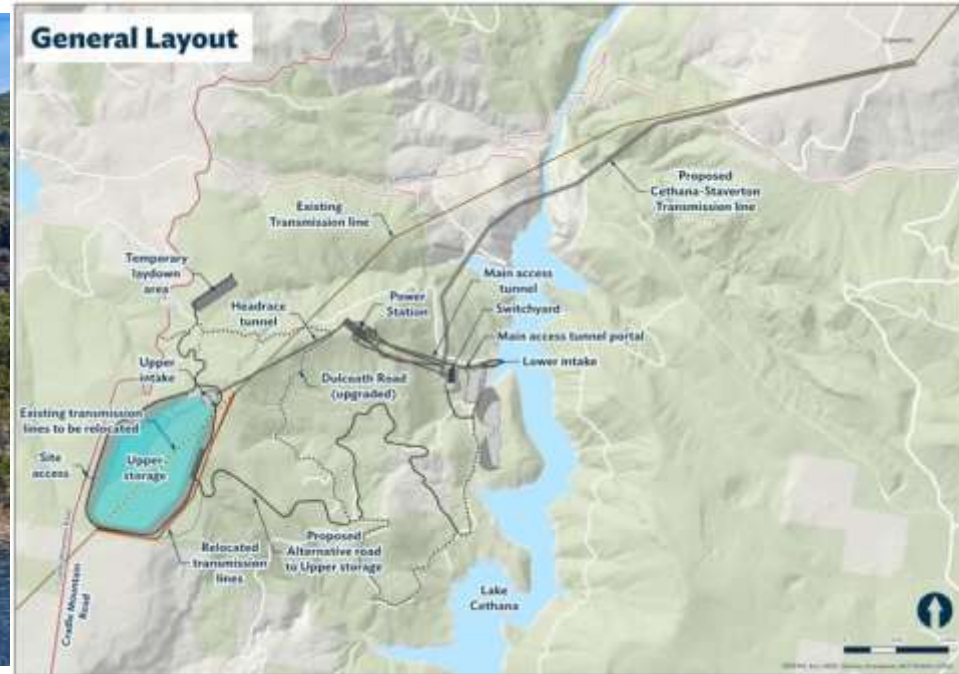 General Layout
Existing
Transmission line
Proposed
Cethana-Staverton
Transmission line
Temporary
laydown
area
Headrace
tunnel
Power
Station
Main access
tunnel
Switchyard
Main access tunnel portal
Lower intake
Upper
intake
Dulcoath Road
(upgraded)
Existing transmission
lines to be relocated
Site
access
Upper
storage
Relocated
transmission
lines
Proposed
Alternative road
to Upper storage
Lake
Cethana
Cradle Mountain
Road